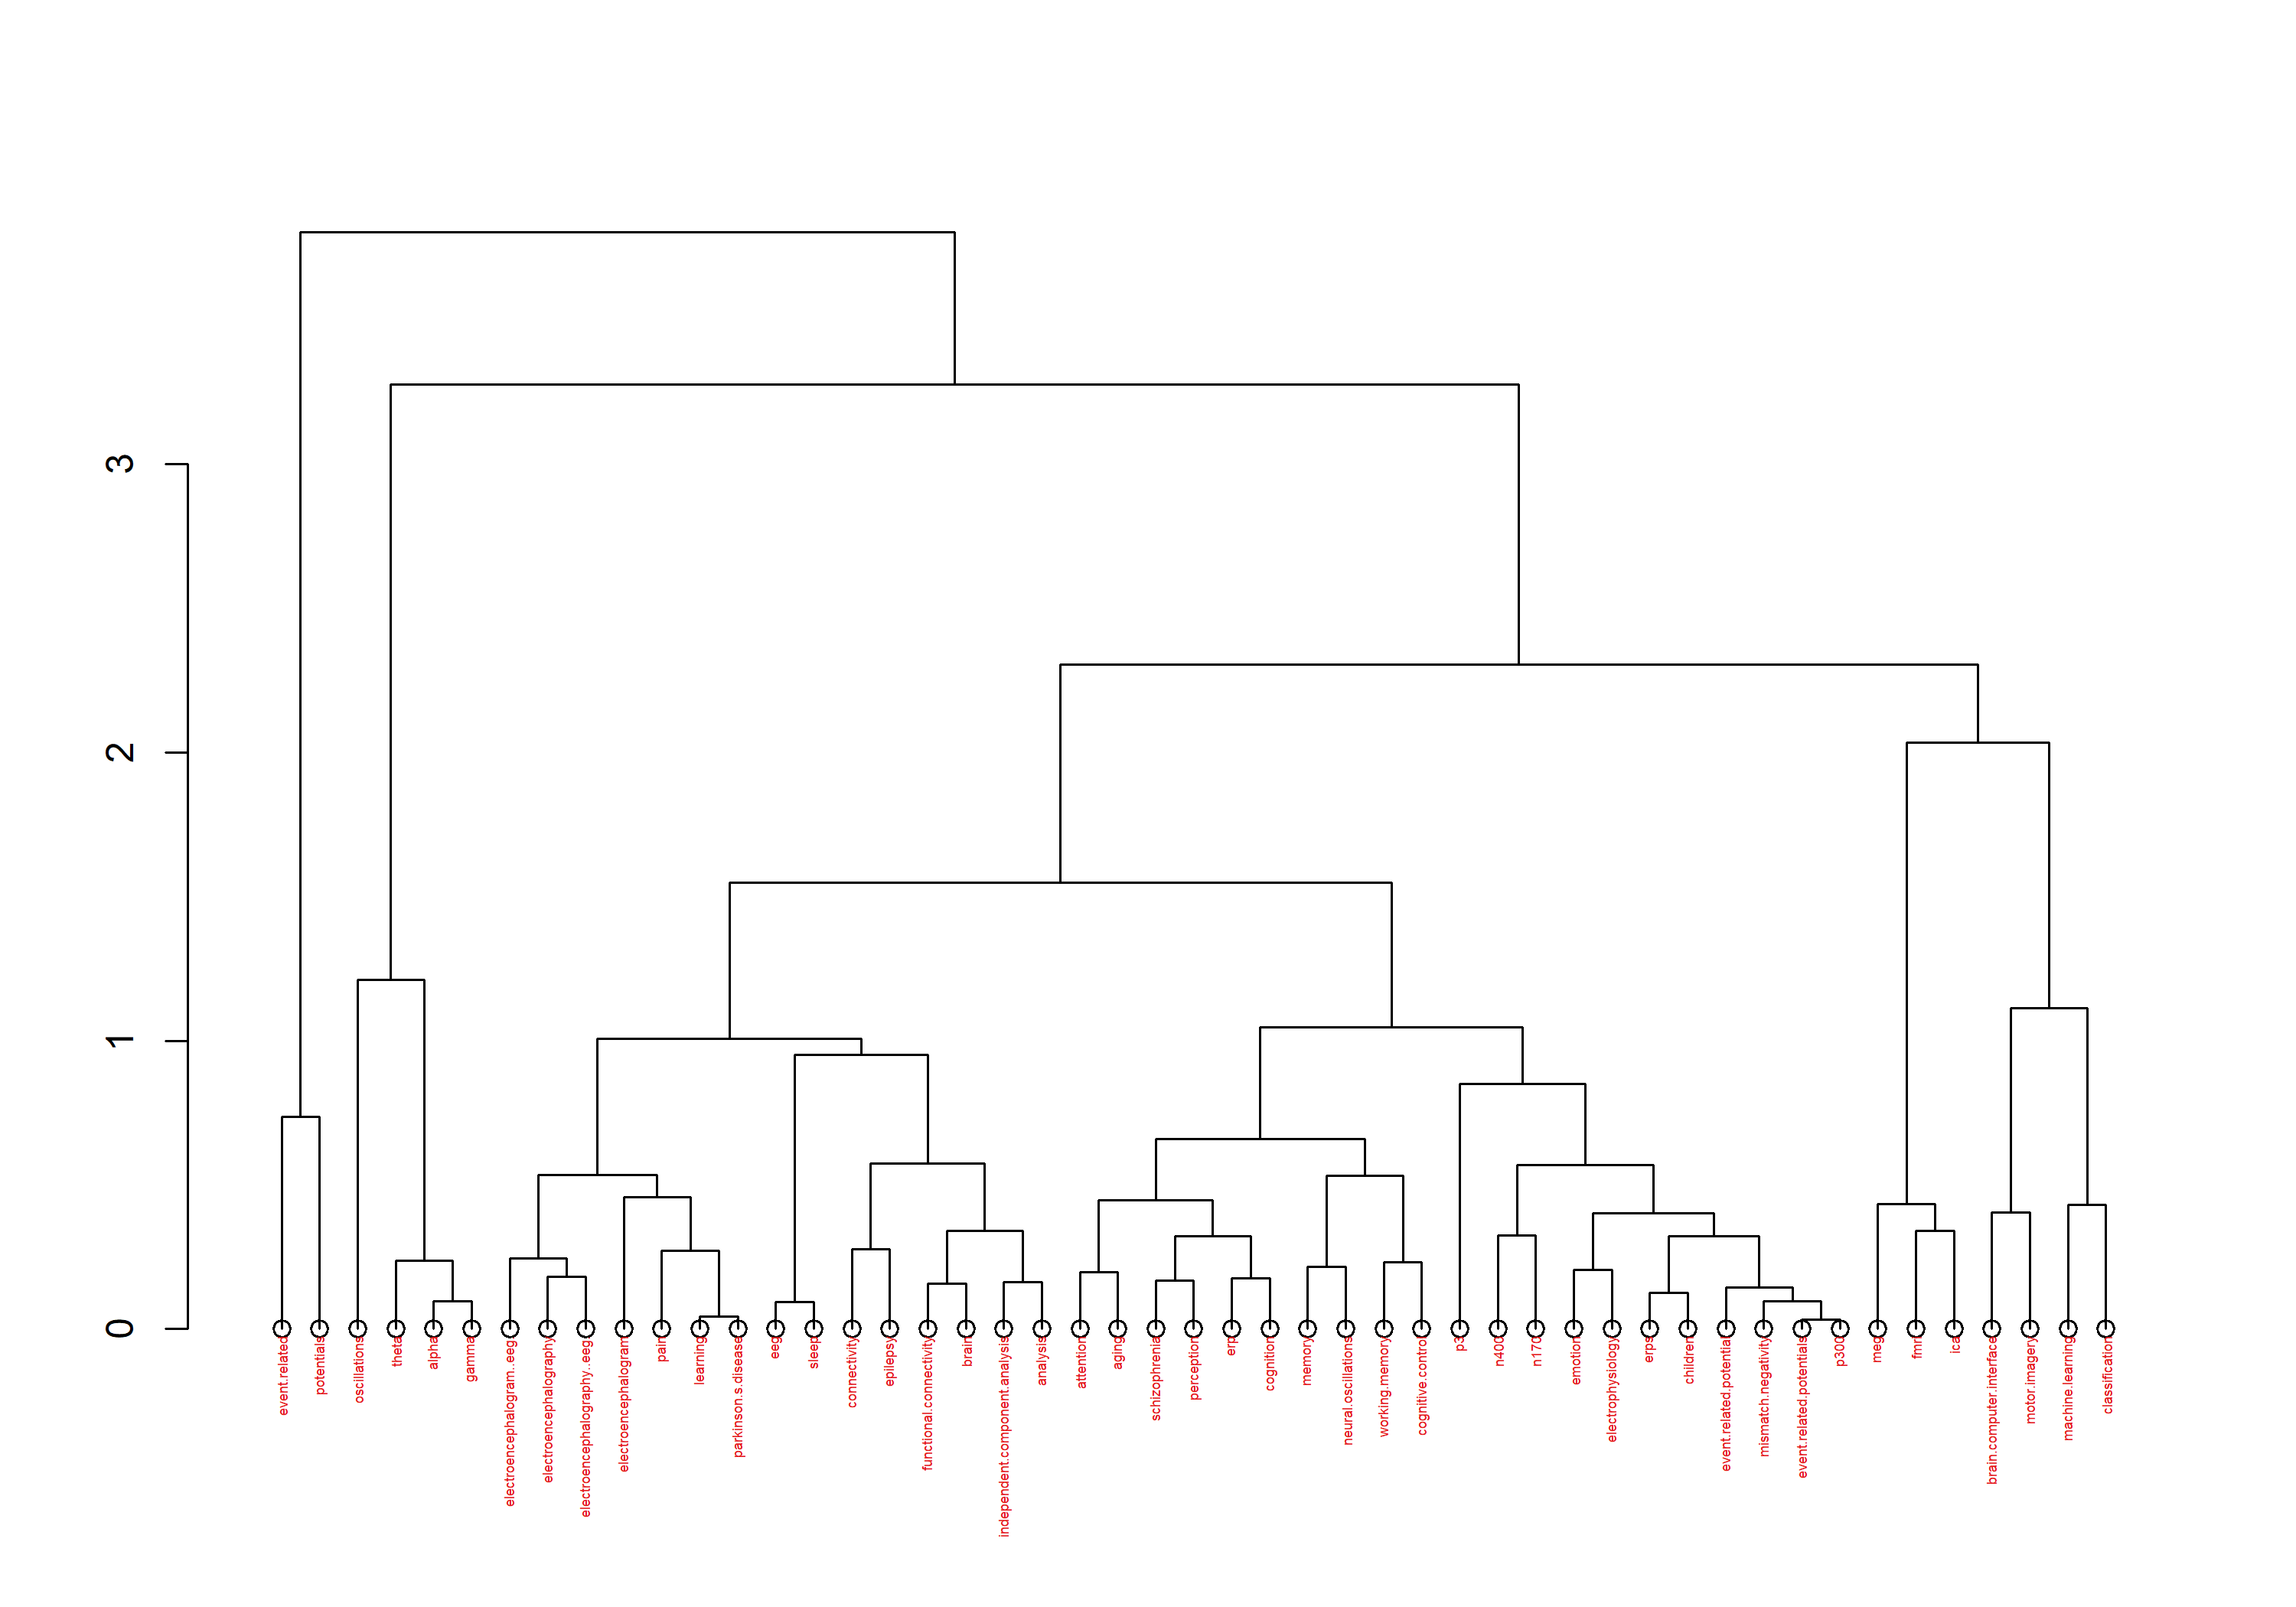 3
2
1
0
event.related
potentials
oscillations
theta
alpha
gamma
electroencephalogram..eeg.
electroencephalography
electroencephalography..eeg.
electroencephalogram
pain
learning
parkinson.s.disease
eeg
sleep
connectivity
epilepsy
functional.connectivity
brain
independent.component.analysis
analysis
attention
aging
schizophrenia
perception
erp
cognition
memory
neural.oscillations
working.memory
cognitive.control
p3
n400
n170
emotion
electrophysiology
erps
children
event.related.potential
mismatch.negativity
event.related.potentials
p300
meg
fmri
ica
brain.computer.interface
motor.imagery
machine.learning
classification